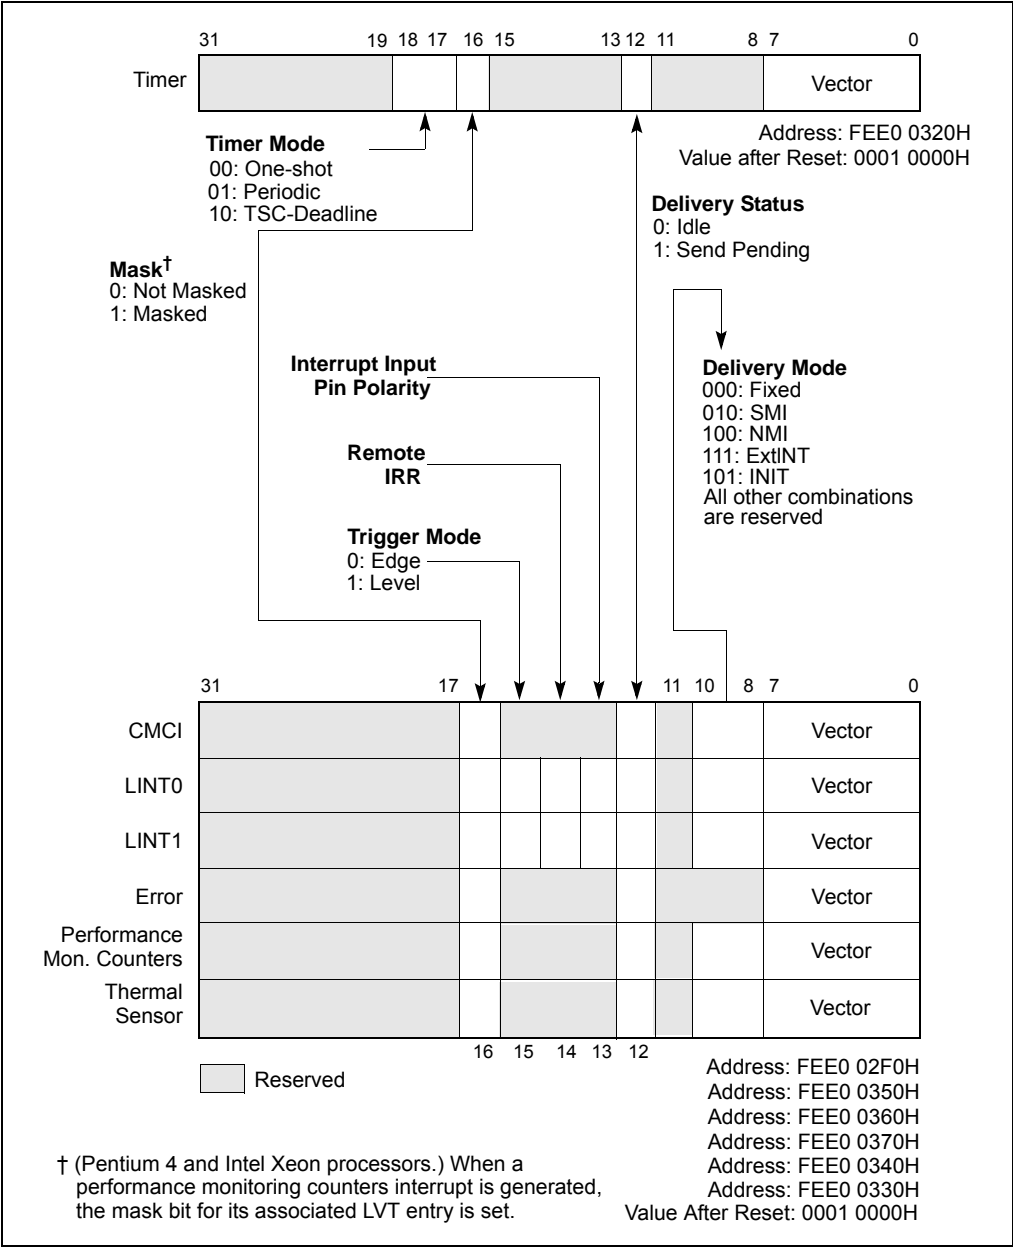 31 19 18 17 16 15 13 12 11 8 7 0
Timer Vector
Address: FEE0 0320H
Value after Reset: 0001 0000H
Timer Mode
00: One-shot
01: Periodic
10: TSC-Deadline
Delivery Status
0: Idle
1: Send Pending
Mask†
0: Not Masked
1: Masked
Interrupt Input
Pin Polarity
Delivery Mode
000: Fixed
010: SMI
100: NMI
111: ExtlNT
101: INIT
All other combinations
are reserved
Remote
IRR
Trigger Mode
0: Edge
1: Level
31 17 11 10 8 7 0
CMCI Vector
LINT0 Vector
LINT1 Vector
Error Vector
Performance
Mon. Counters Vector
Thermal
Sensor Vector
16 15 14 13 12
Reserved
Address: FEE0 02F0H
Address: FEE0 0350H
Address: FEE0 0360H
Address: FEE0 0370H
Address: FEE0 0340H
Address: FEE0 0330H
Value After Reset: 0001 0000H
† (Pentium 4 and Intel Xeon processors.) When a
performance monitoring counters interrupt is generated,
the mask bit for its associated LVT entry is set.